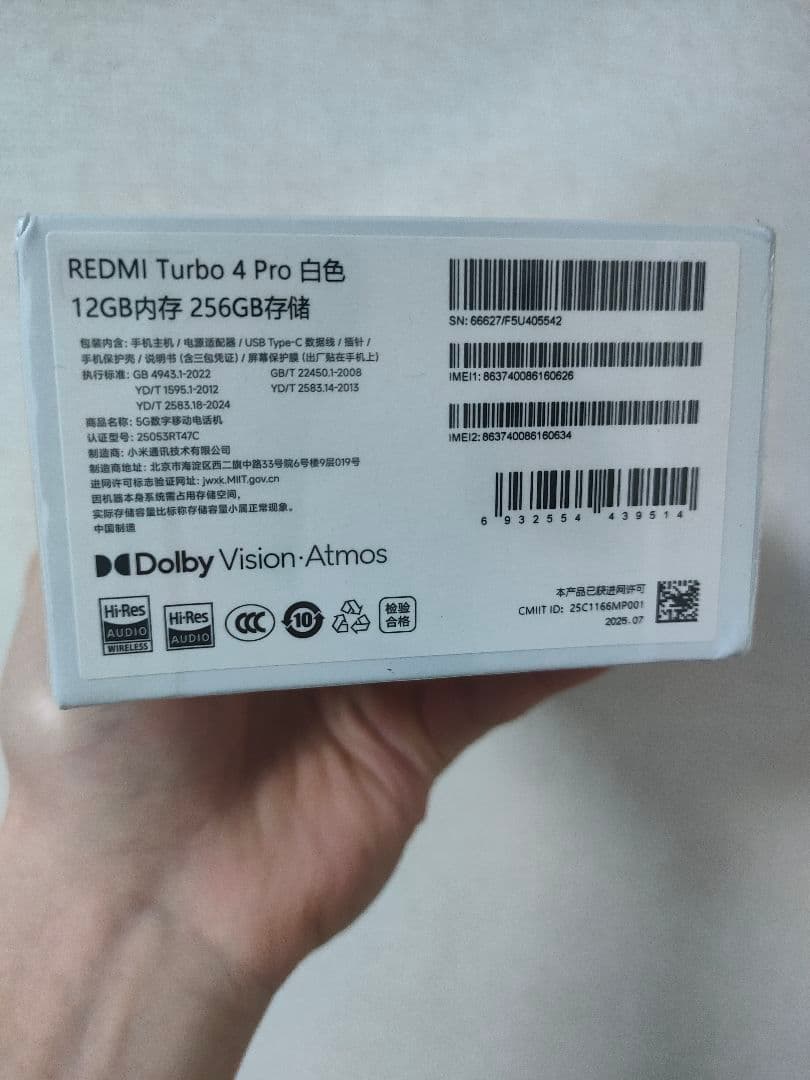 REDMI Turbo 4 Pro 白色
12GB内存 256GB存储
包装内含: 手机主机 / 电源适配器 / USB Type-C 数据线 / 插针 /
手机保护壳 / 说明书 (含三包凭证) / 屏幕保护膜 (出厂贴在手机上)
执行标准: GB 4943.1-2022 GB/T 22450.1-2008
YD/T 1595.1-2012 YD/T 2583.14-2013
YD/T 2583.18-2024
商品名称: 5G数字移动电话机
认证型号: 25053RT47C
制造商: 小米通讯技术有限公司
制造商地址: 北京市海淀区西二旗中路33号院6号楼9层019号
进网许可标志验证网址: jwxk.MIIT.gov.cn
因机器本身系统需占用存储空间,
实际存储容量比标称存储容量小属正常现象。
中国制造
Dolby Vision·Atmos
Hi-Res
AUDIO
WIRELESS
Hi-Res
AUDIO
CCC
10
检验
合格
SN: 66627/F5U405542
IMEI1: 863740086160626
IMEI2: 863740086160634
6 932554 439514
本产品已获进网许可
CMIIT ID: 25C1166MP001
2025.07